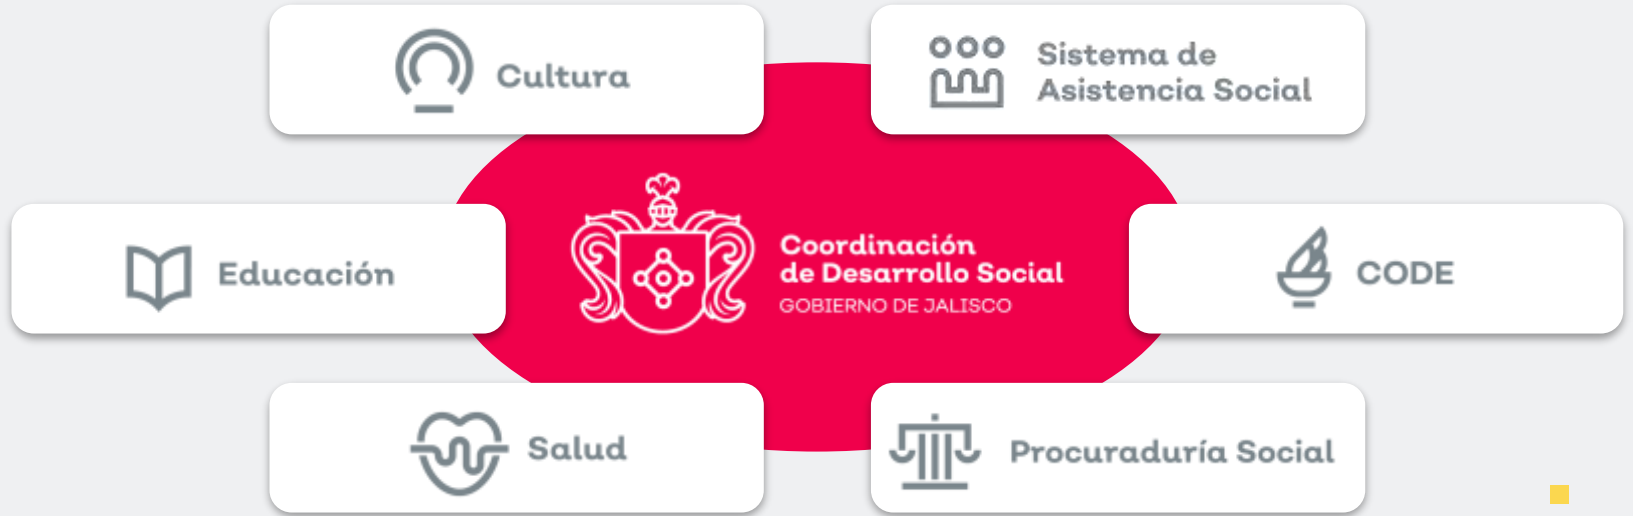 Cultura
Sistema de
Asistencia Social
Educación
Coordinación
de Desarrollo Social
GOBIERNO DE JALISCO
CODE
Salud
Procuraduría Social